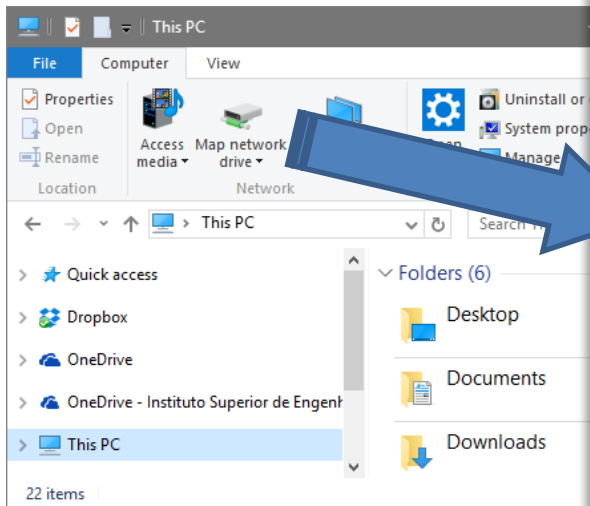 This PC
File Computer View
Properties
Open
Rename
Location
Access media
Map network drive
Network
Uninstall or
System prop
Manage
This PC
Search
Quick access
Dropbox
OneDrive
OneDrive - Instituto Superior de Engenh
This PC
Folders (6)
Desktop
Documents
Downloads
22 items